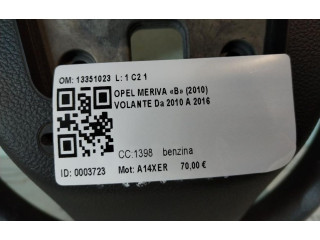 OM: 13351023 L: 1 C2 1
OPEL MERIVA «B» (2010)
VOLANTE Da 2010 A 2016
CC:1398 benzina
ID: 0003723 Mot: A14XER 70,00 €